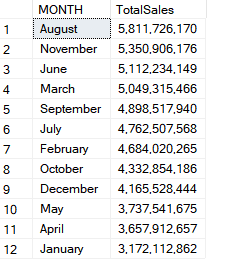 MONTH TotalSales
1 August 5,811,726,170
2 November 5,350,906,176
3 June 5,112,234,149
4 March 5,049,315,466
5 September 4,898,517,940
6 July 4,762,507,568
7 February 4,684,020,265
8 October 4,332,854,186
9 December 4,165,528,444
10 May 3,737,541,675
11 April 3,657,912,657
12 January 3,172,112,862